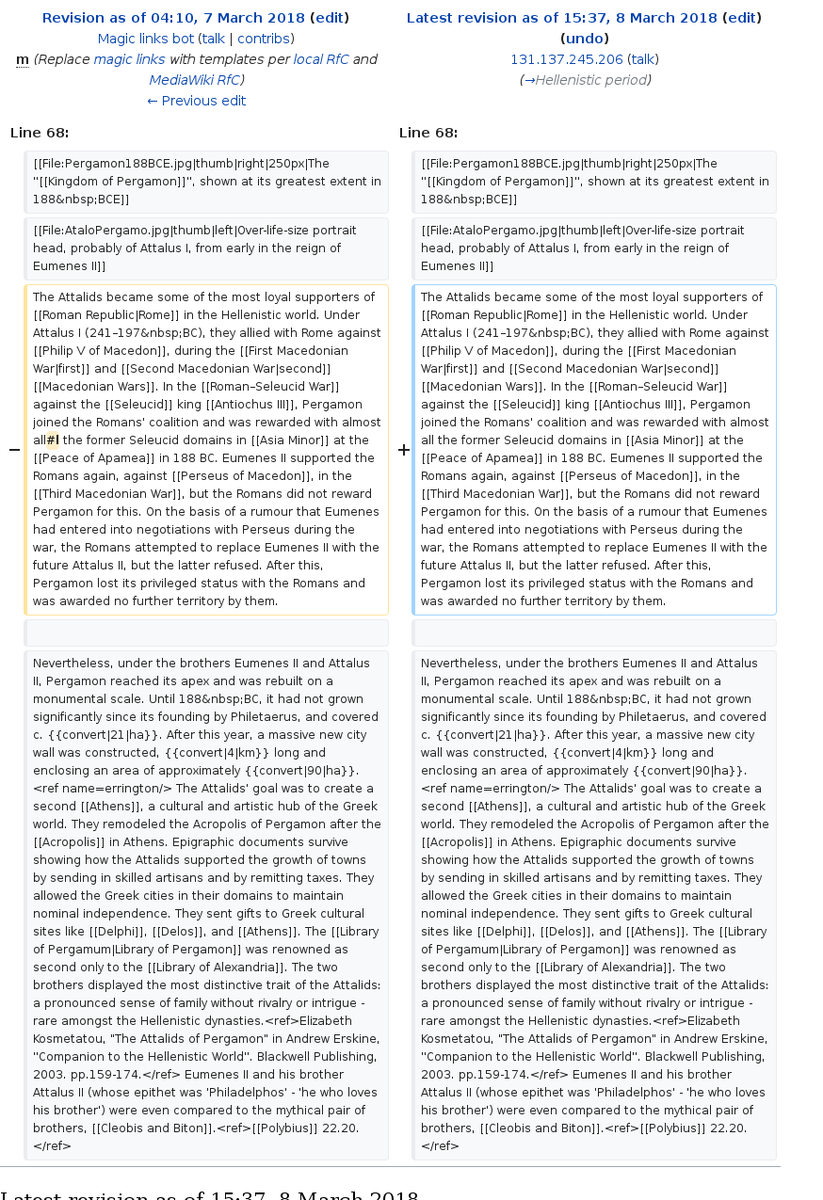 Revision as of 04:10, 7 March 2018 (edit)
Magic links bot (talk | contribs)
m (Replace magic links with templates per local RfC and
MediaWiki RfC)
← Previous edit
Latest revision as of 15:37, 8 March 2018 (edit)
(undo)
131.137.245.206 (talk)
(→Hellenistic period)
Line 68:
Line 68:
[[File:Pergamon188BCE.jpg|thumb|right|250px|The
''[[Kingdom of Pergamon]]'', shown at its greatest extent in
188&nbsp;BCE]]
[[File:Pergamon188BCE.jpg|thumb|right|250px|The
''[[Kingdom of Pergamon]]'', shown at its greatest extent in
188&nbsp;BCE]]
[[File:AtaloPergamo.jpg|thumb|left|Over-life-size portrait
head, probably of Attalus I, from early in the reign of
Eumenes II]]
[[File:AtaloPergamo.jpg|thumb|left|Over-life-size portrait
head, probably of Attalus I, from early in the reign of
Eumenes II]]
−
The Attalids became some of the most loyal supporters of
[[Roman Republic|Rome]] in the Hellenistic world. Under
Attalus I (241–197&nbsp;BC), they allied with Rome against
[[Philip V of Macedon]], during the [[First Macedonian
War|first]] and [[Second Macedonian War|second]]
[[Macedonian Wars]]. In the [[Roman–Seleucid War]]
against the [[Seleucid]] king [[Antiochus III]], Pergamon
joined the Romans' coalition and was rewarded with almost
all#l the former Seleucid domains in [[Asia Minor]] at the
[[Peace of Apamea]] in 188 BC. Eumenes II supported the
Romans again, against [[Perseus of Macedon]], in the
[[Third Macedonian War]], but the Romans did not reward
Pergamon for this. On the basis of a rumour that Eumenes
had entered into negotiations with Perseus during the
war, the Romans attempted to replace Eumenes II with the
future Attalus II, but the latter refused. After this,
Pergamon lost its privileged status with the Romans and
was awarded no further territory by them.
+
The Attalids became some of the most loyal supporters of
[[Roman Republic|Rome]] in the Hellenistic world. Under
Attalus I (241–197&nbsp;BC), they allied with Rome against
[[Philip V of Macedon]], during the [[First Macedonian
War|first]] and [[Second Macedonian War|second]]
[[Macedonian Wars]]. In the [[Roman–Seleucid War]]
against the [[Seleucid]] king [[Antiochus III]], Pergamon
joined the Romans' coalition and was rewarded with almost
all the former Seleucid domains in [[Asia Minor]] at the
[[Peace of Apamea]] in 188 BC. Eumenes II supported the
Romans again, against [[Perseus of Macedon]], in the
[[Third Macedonian War]], but the Romans did not reward
Pergamon for this. On the basis of a rumour that Eumenes
had entered into negotiations with Perseus during the
war, the Romans attempted to replace Eumenes II with the
future Attalus II, but the latter refused. After this,
Pergamon lost its privileged status with the Romans and
was awarded no further territory by them.
Nevertheless, under the brothers Eumenes II and Attalus
II, Pergamon reached its apex and was rebuilt on a
monumental scale. Until 188&nbsp;BC, it had not grown
significantly since its founding by Philetaerus, and covered
c. {{convert|21|ha}}. After this year, a massive new city
wall was constructed, {{convert|4|km}} long and
enclosing an area of approximately {{convert|90|ha}}.
<ref name=errington/> The Attalids' goal was to create a
second [[Athens]], a cultural and artistic hub of the Greek
world. They remodeled the Acropolis of Pergamon after the
[[Acropolis]] in Athens. Epigraphic documents survive
showing how the Attalids supported the growth of towns
by sending in skilled artisans and by remitting taxes. They
allowed the Greek cities in their domains to maintain
nominal independence. They sent gifts to Greek cultural
sites like [[Delphi]], [[Delos]], and [[Athens]]. The [[Library
of Pergamum|Library of Pergamon]] was renowned as
second only to the [[Library of Alexandria]]. The two
brothers displayed the most distinctive trait of the Attalids:
a pronounced sense of family without rivalry or intrigue -
rare amongst the Hellenistic dynasties.<ref>Elizabeth
Kosmetatou, "The Attalids of Pergamon" in Andrew Erskine,
''Companion to the Hellenistic World''. Blackwell Publishing,
2003. pp.159-174.</ref> Eumenes II and his brother
Attalus II (whose epithet was 'Philadelphos' - 'he who loves
his brother') were even compared to the mythical pair of
brothers, [[Cleobis and Biton]].<ref>[[Polybius]] 22.20.
</ref>
Nevertheless, under the brothers Eumenes II and Attalus
II, Pergamon reached its apex and was rebuilt on a
monumental scale. Until 188&nbsp;BC, it had not grown
significantly since its founding by Philetaerus, and covered
c. {{convert|21|ha}}. After this year, a massive new city
wall was constructed, {{convert|4|km}} long and
enclosing an area of approximately {{convert|90|ha}}.
<ref name=errington/> The Attalids' goal was to create a
second [[Athens]], a cultural and artistic hub of the Greek
world. They remodeled the Acropolis of Pergamon after the
[[Acropolis]] in Athens. Epigraphic documents survive
showing how the Attalids supported the growth of towns
by sending in skilled artisans and by remitting taxes. They
allowed the Greek cities in their domains to maintain
nominal independence. They sent gifts to Greek cultural
sites like [[Delphi]], [[Delos]], and [[Athens]]. The [[Library
of Pergamum|Library of Pergamon]] was renowned as
second only to the [[Library of Alexandria]]. The two
brothers displayed the most distinctive trait of the Attalids:
a pronounced sense of family without rivalry or intrigue -
rare amongst the Hellenistic dynasties.<ref>Elizabeth
Kosmetatou, "The Attalids of Pergamon" in Andrew Erskine,
''Companion to the Hellenistic World''. Blackwell Publishing,
2003. pp.159-174.</ref> Eumenes II and his brother
Attalus II (whose epithet was 'Philadelphos' - 'he who loves
his brother') were even compared to the mythical pair of
brothers, [[Cleobis and Biton]].<ref>[[Polybius]] 22.20.
</ref>
Latest revision as of 15:37, 8 March 2018